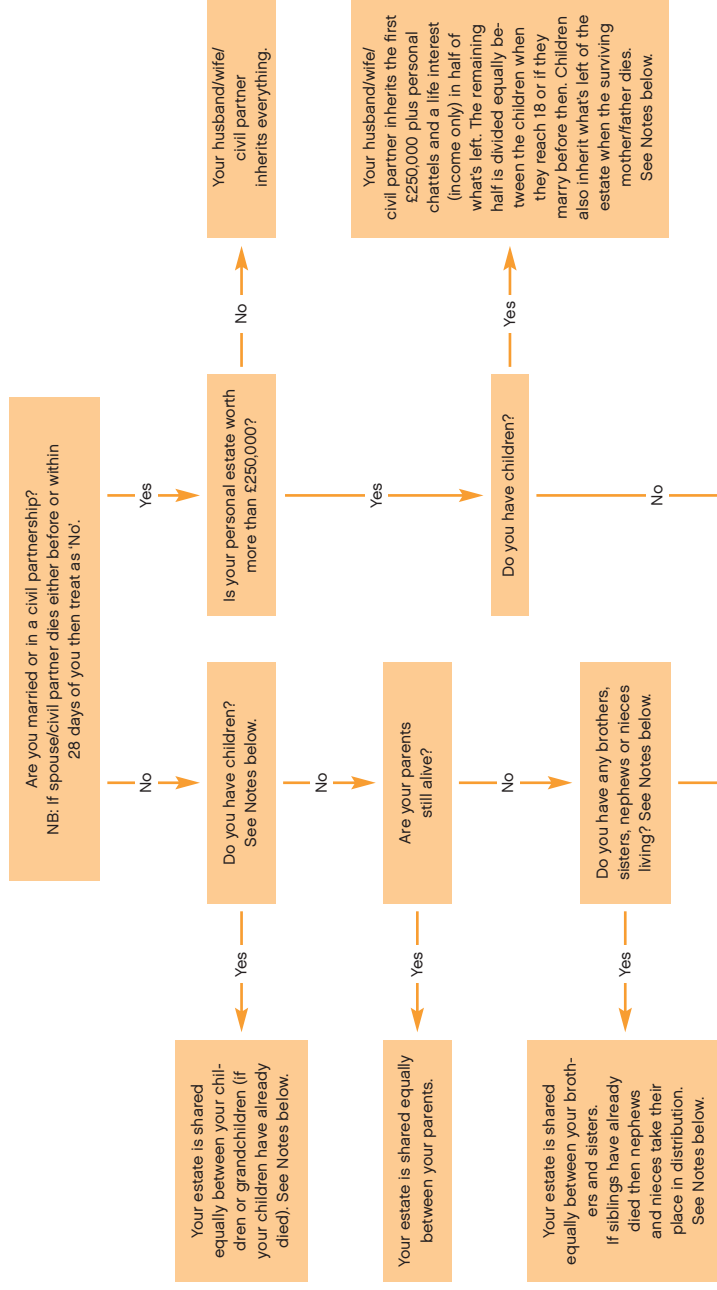 Are you married or in a civil partnership?
NB: If spouse/civil partner dies either before or within
28 days of you then treat as ‘No’.
No
Yes
Do you have children?
See Notes below.
Yes
Your estate is shared
equally between your chil-
dren or grandchildren (if
your children have already
died). See Notes below.
No
Are your parents
still alive?
Yes
Your estate is shared equally
between your parents.
No
Do you have any brothers,
sisters, nephews or nieces
living? See Notes below.
Yes
Your estate is shared
equally between your broth-
ers and sisters.
If siblings have already
died then nephews
and nieces take their
place in distribution.
See Notes below.
Is your personal estate worth
more than £250,000?
No
Your husband/wife/
civil partner
inherits everything.
Yes
Do you have children?
Yes
Your husband/wife/
civil partner inherits the first
£250,000 plus personal
chattels and a life interest
(income only) in half of
what’s left. The remaining
half is divided equally be-
tween the children when
they reach 18 or if they
marry before then. Children
also inherit what’s left of the
estate when the surviving
mother/father dies.
See Notes below.
No